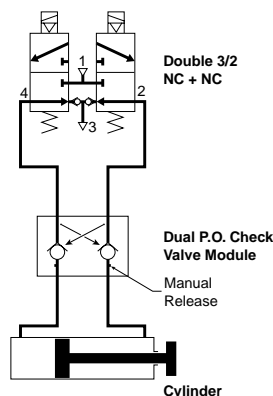 Double 3/2
NC + NC
1
4
2
3
Dual P.O. Check
Valve Module
Manual
Release
Cylinder